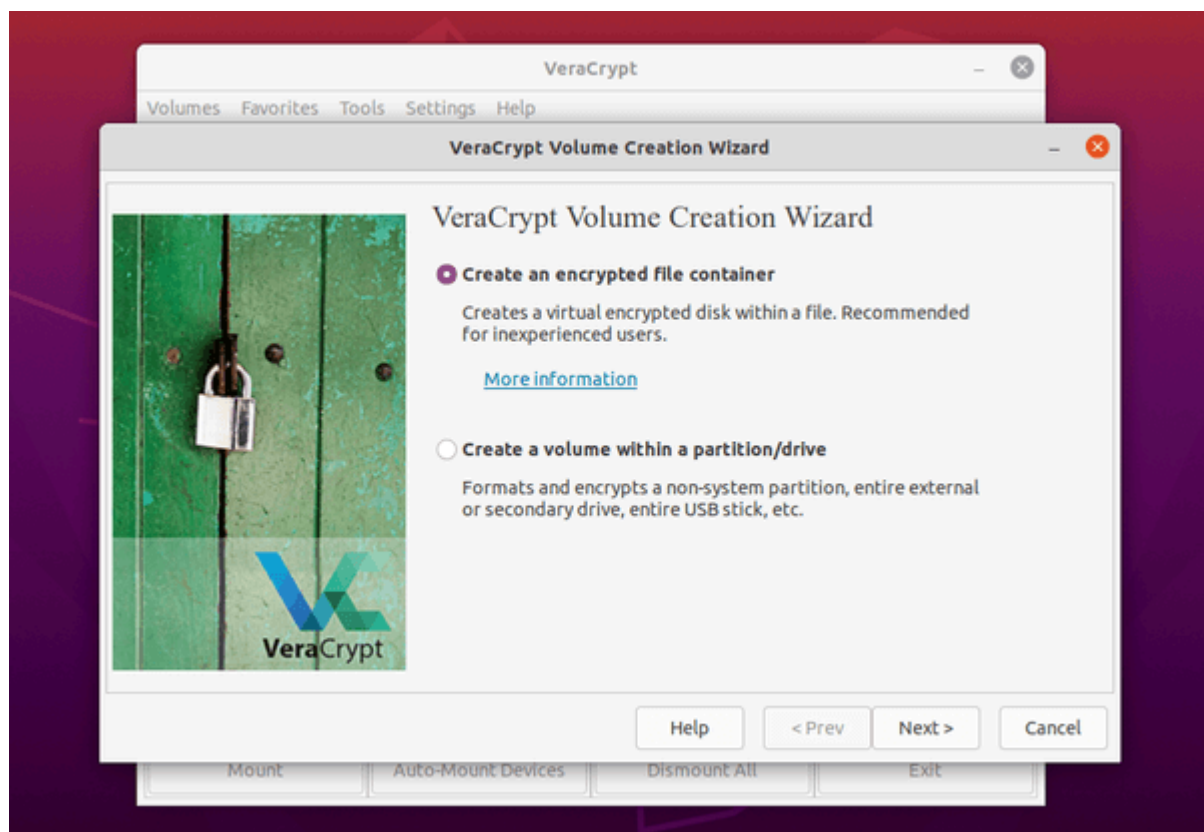 VeraCrypt
Volumes Favorites Tools Settings Help
VeraCrypt Volume Creation Wizard
VeraCrypt Volume Creation Wizard
Create an encrypted file container
Creates a virtual encrypted disk within a file. Recommended
for inexperienced users.
More information
Create a volume within a partition/drive
Formats and encrypts a non-system partition, entire external
or secondary drive, entire USB stick, etc.
VeraCrypt
Help < Prev Next > Cancel
Mount Auto-Mount Devices Dismount All Exit